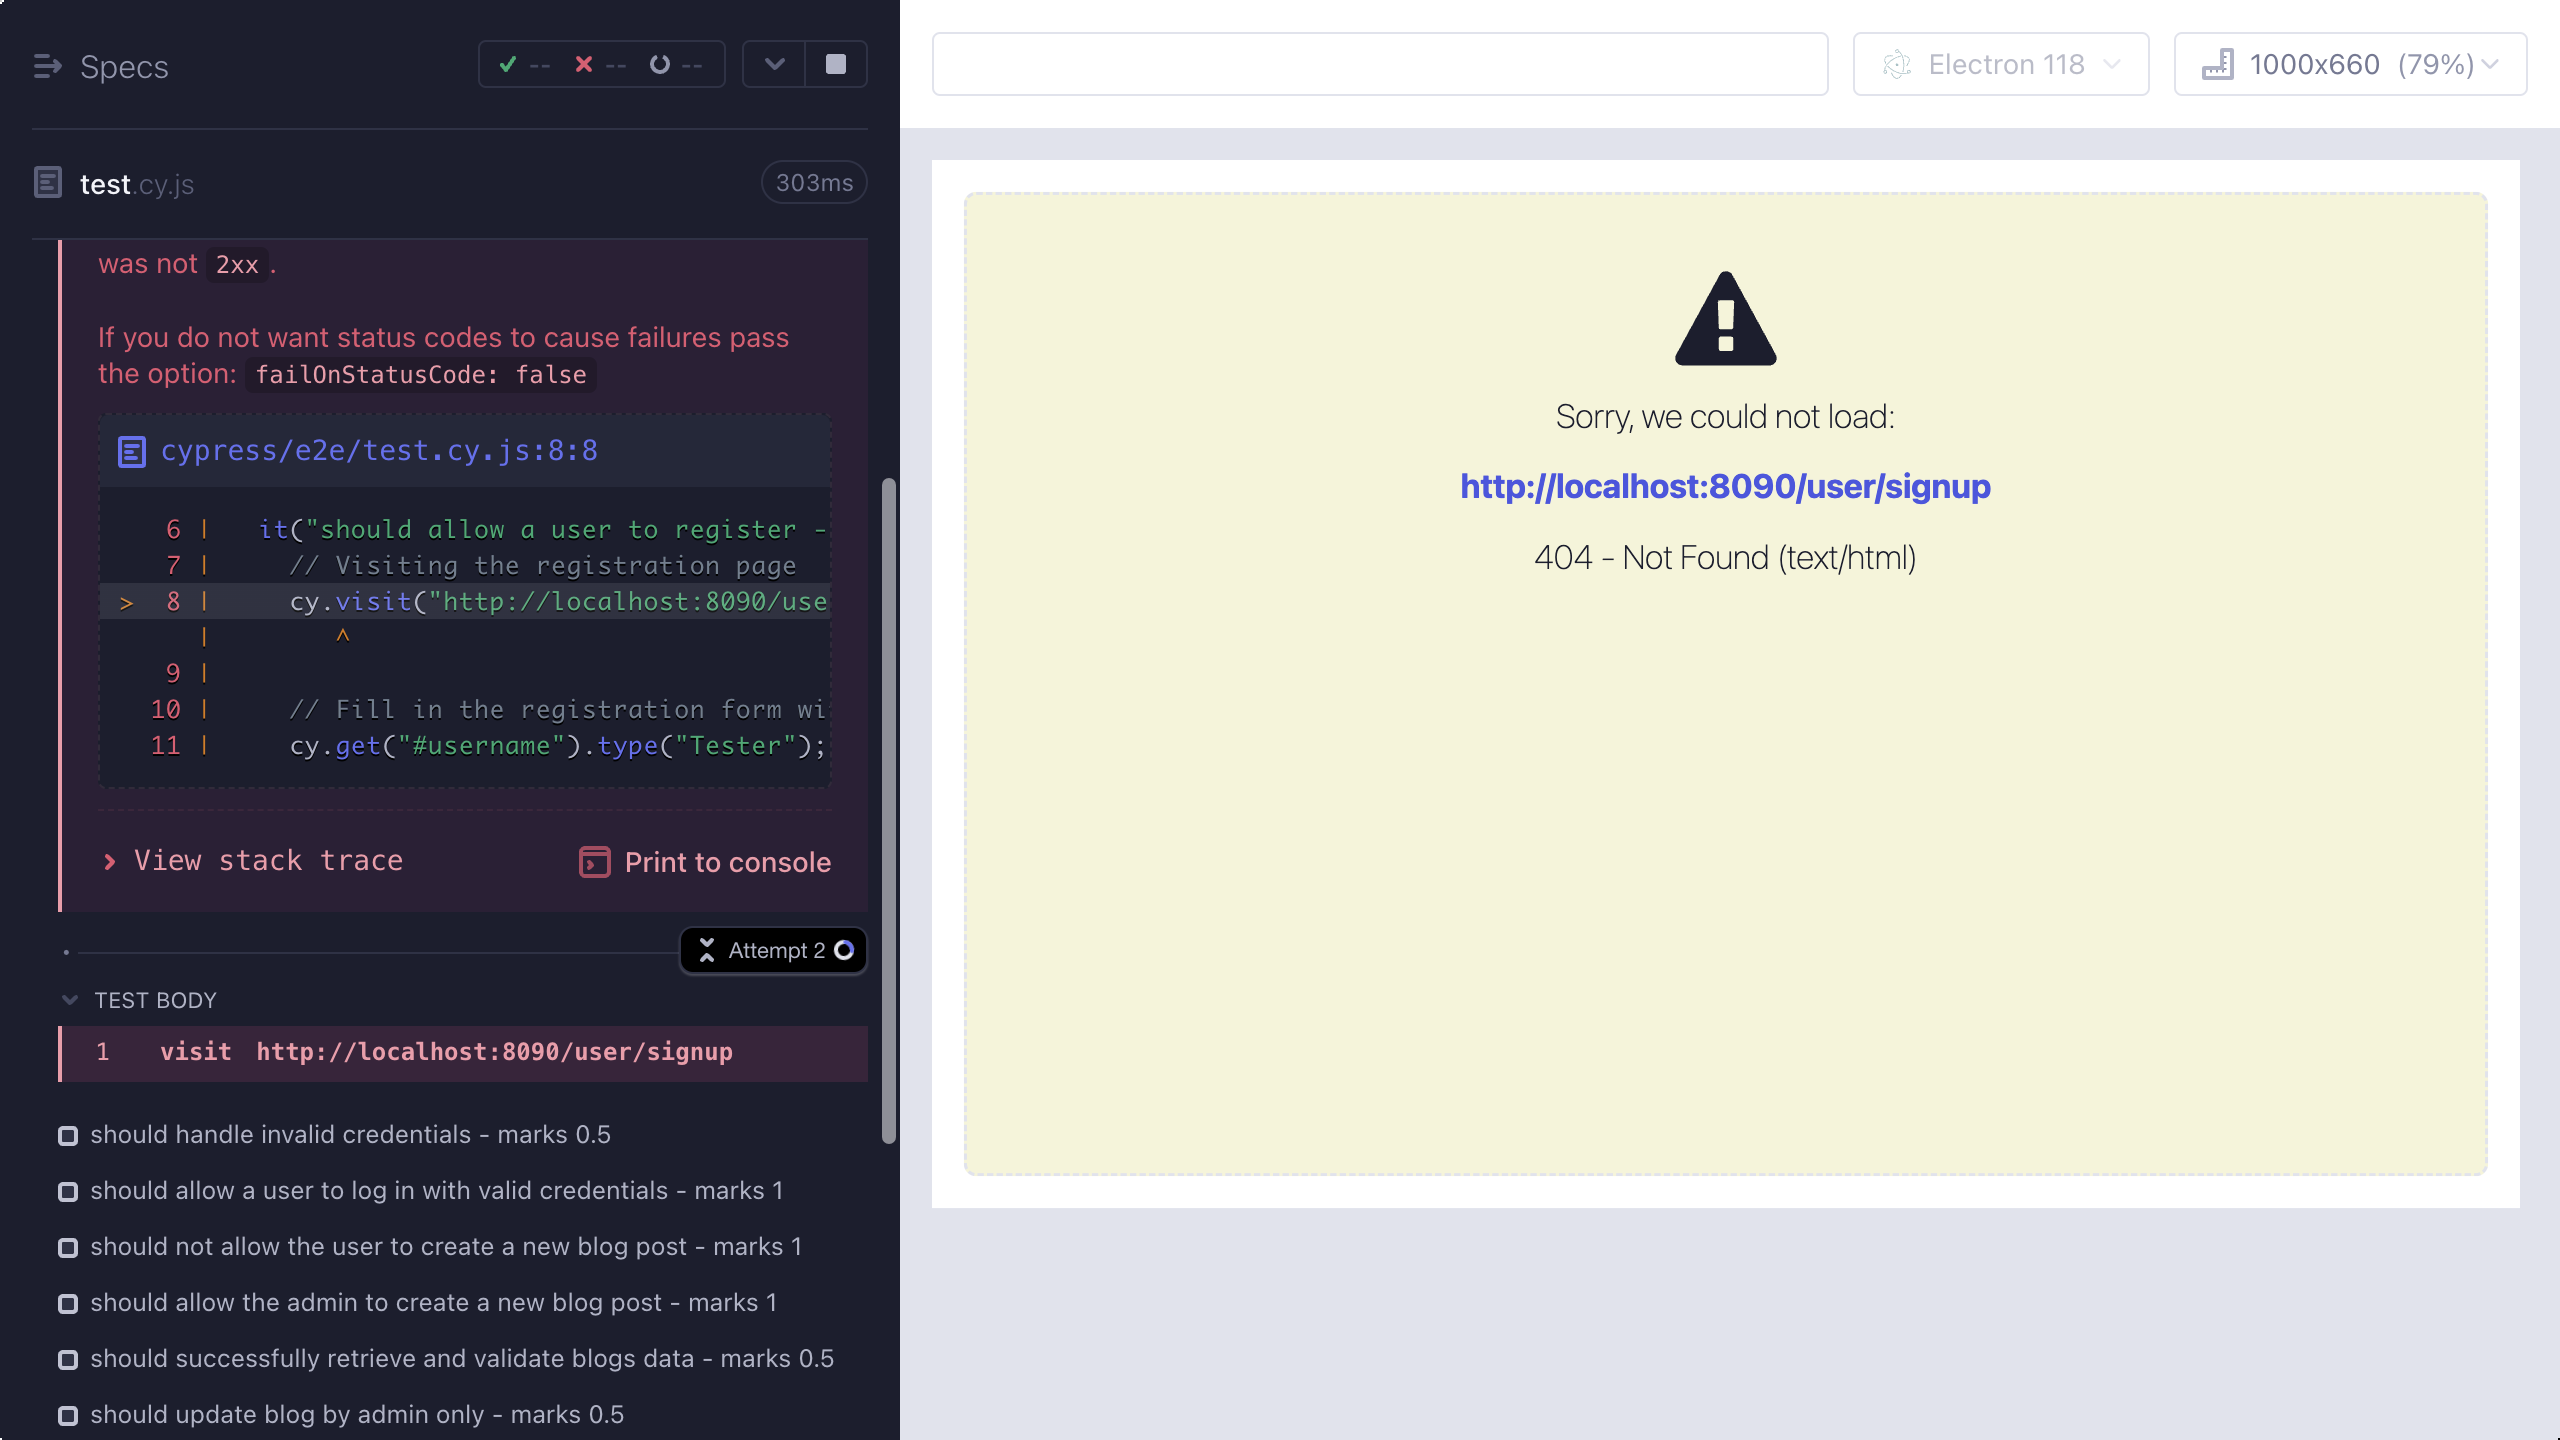 Specs
-- -- --
test.cy.js
303ms
was not 2xx.
If you do not want status codes to cause failures pass
the option: failOnStatusCode: false
cypress/e2e/test.cy.js:8:8
6 | it("should allow a user to register -
7 | // Visiting the registration page
> 8 | cy.visit("http://localhost:8090/use
| ^
9 |
10 | // Fill in the registration form wi
11 | cy.get("#username").type("Tester");
View stack trace
Print to console
Attempt 2
TEST BODY
1 visit http://localhost:8090/user/signup
should handle invalid credentials - marks 0.5
should allow a user to log in with valid credentials - marks 1
should not allow the user to create a new blog post - marks 1
should allow the admin to create a new blog post - marks 1
should successfully retrieve and validate blogs data - marks 0.5
should update blog by admin only - marks 0.5
Electron 118
1000x660 (79%)
Sorry, we could not load:
http://localhost:8090/user/signup
404 - Not Found (text/html)